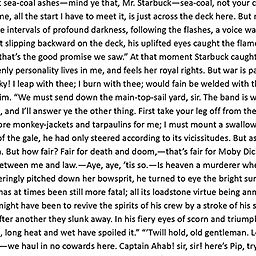 sea-coal ashes—mind ye that, Mr. Starbuck—sea-coal, not your c
me, all the start I have to meet it, is just across the deck here. But r
e intervals of profound darkness, following the flashes, a voice wa
t slipping backward on the deck, his uplifted eyes caught the flam
"that's the good promise we saw." At that moment Starbuck caught
enly personality lives in me, and feels her royal rights. But war is pa
ky! I leap with thee; I burn with thee; would fain be welded with th
im. "We must send down the main-top-sail yard, sir. The band is w
, and I'll answer ye the other thing. First take your leg off from the
ore monkey-jackets and tarpaulins for me; I must mount a swallow
of the gale, he had only steered according to its vicissitudes. But as
. But how fair? Fair for death and doom,—that's fair for Moby Dic
etween me and law.—Aye, aye, 'tis so.—Is heaven a murderer whe
eringly pitched down her bowsprit, he turned to eye the bright sur
has at times been still more fatal; all its loadstone virtue being ann
might have been to revive the spirits of his crew by a stroke of his s
fter another they slunk away. In his fiery eyes of scorn and triump
, long heat and wet have spoiled it." "'Twill hold, old gentleman. L
—we haul in no cowards here. Captain Ahab! sir, sir! here's Pip, try